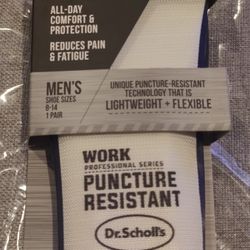 ALL-DAY
COMFORT &
PROTECTION
REDUCES PAIN
& FATIGUE
MEN'S
SHOE SIZES
8-14
1 PAIR
UNIQUE PUNCTURE-RESISTANT
TECHNOLOGY THAT IS
LIGHTWEIGHT + FLEXIBLE
WORK
PROFESSIONAL SERIES
PUNCTURE
RESISTANT
Dr. Scholl's